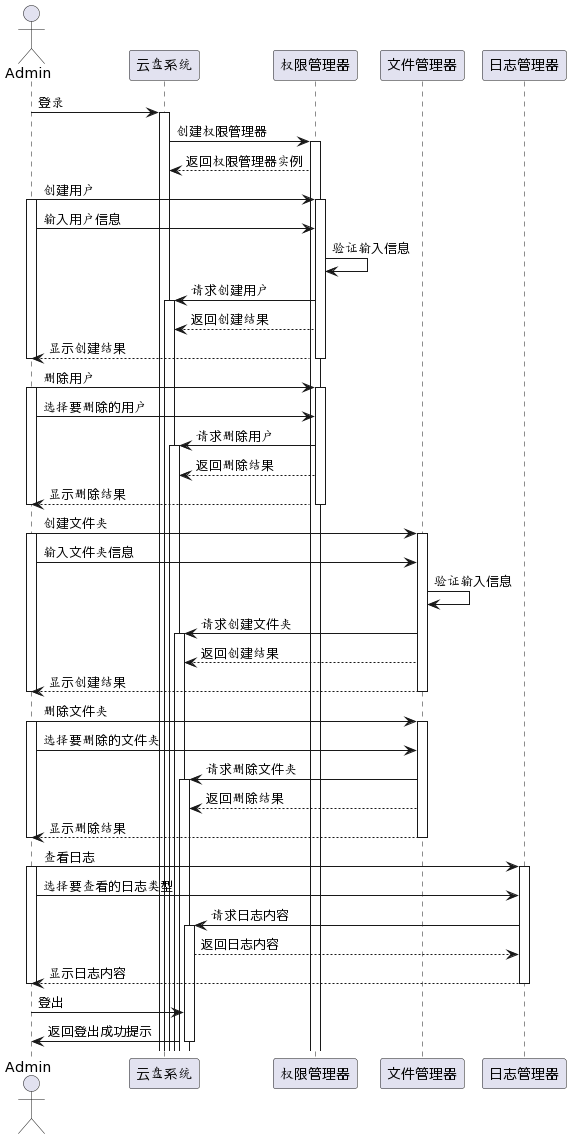 Admin
云盘系统
权限管理器
文件管理器
日志管理器
登录
创建权限管理器
返回权限管理器实例
创建用户
输入用户信息
验证输入信息
请求创建用户
返回创建结果
显示创建结果
删除用户
选择要删除的用户
请求删除用户
返回删除结果
显示删除结果
创建文件夹
输入文件夹信息
验证输入信息
请求创建文件夹
返回创建结果
显示创建结果
删除文件夹
选择要删除的文件夹
请求删除文件夹
返回删除结果
显示删除结果
查看日志
选择要查看的日志类型
请求日志内容
返回日志内容
显示日志内容
登出
返回登出成功提示
Admin
云盘系统
权限管理器
文件管理器
日志管理器